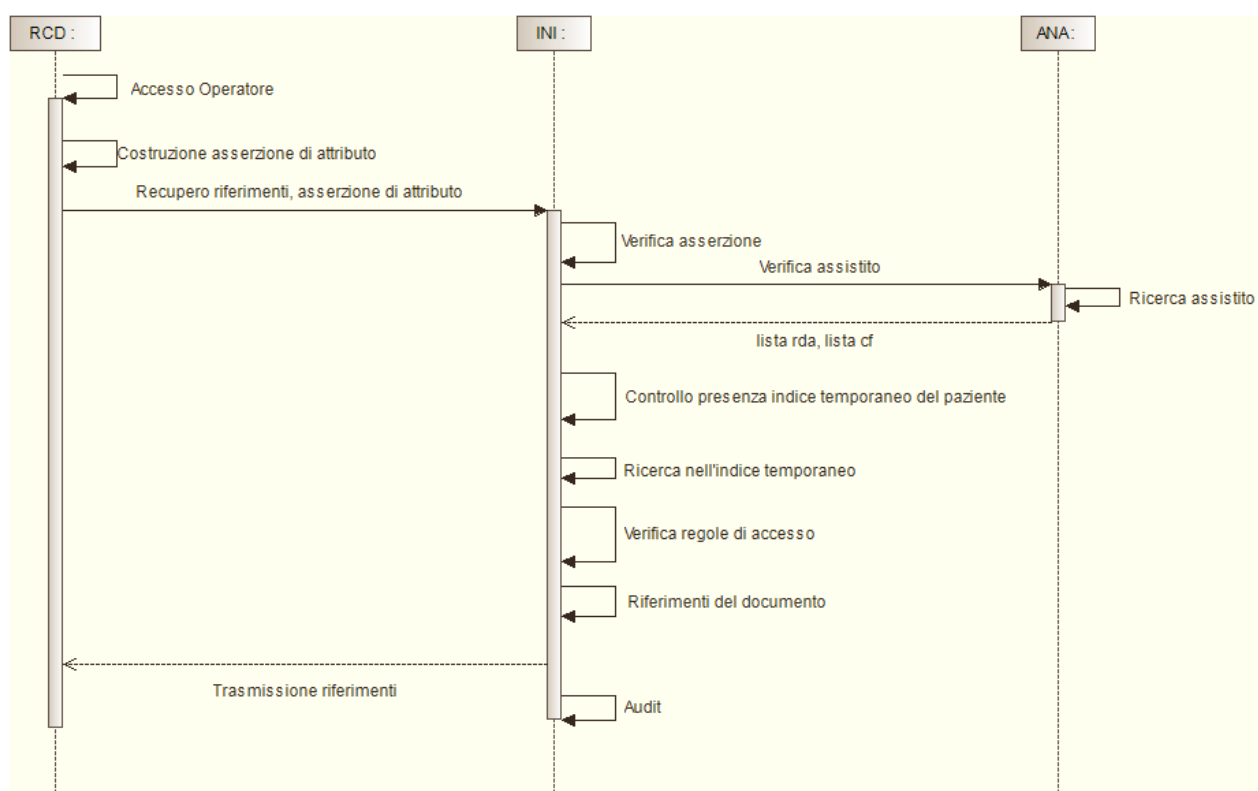 RCD :
INI :
ANA:
Accesso Operatore
Costruzione asserzione di attributo
Recupero riferimenti, asserzione di attributo
Verifica asserzione
Verifica assistito
Ricerca assistito
lista rda, lista cf
Controllo presenza indice temporaneo del paziente
Ricerca nell'indice temporaneo
Verifica regole di accesso
Riferimenti del documento
Trasmissione riferimenti
Audit